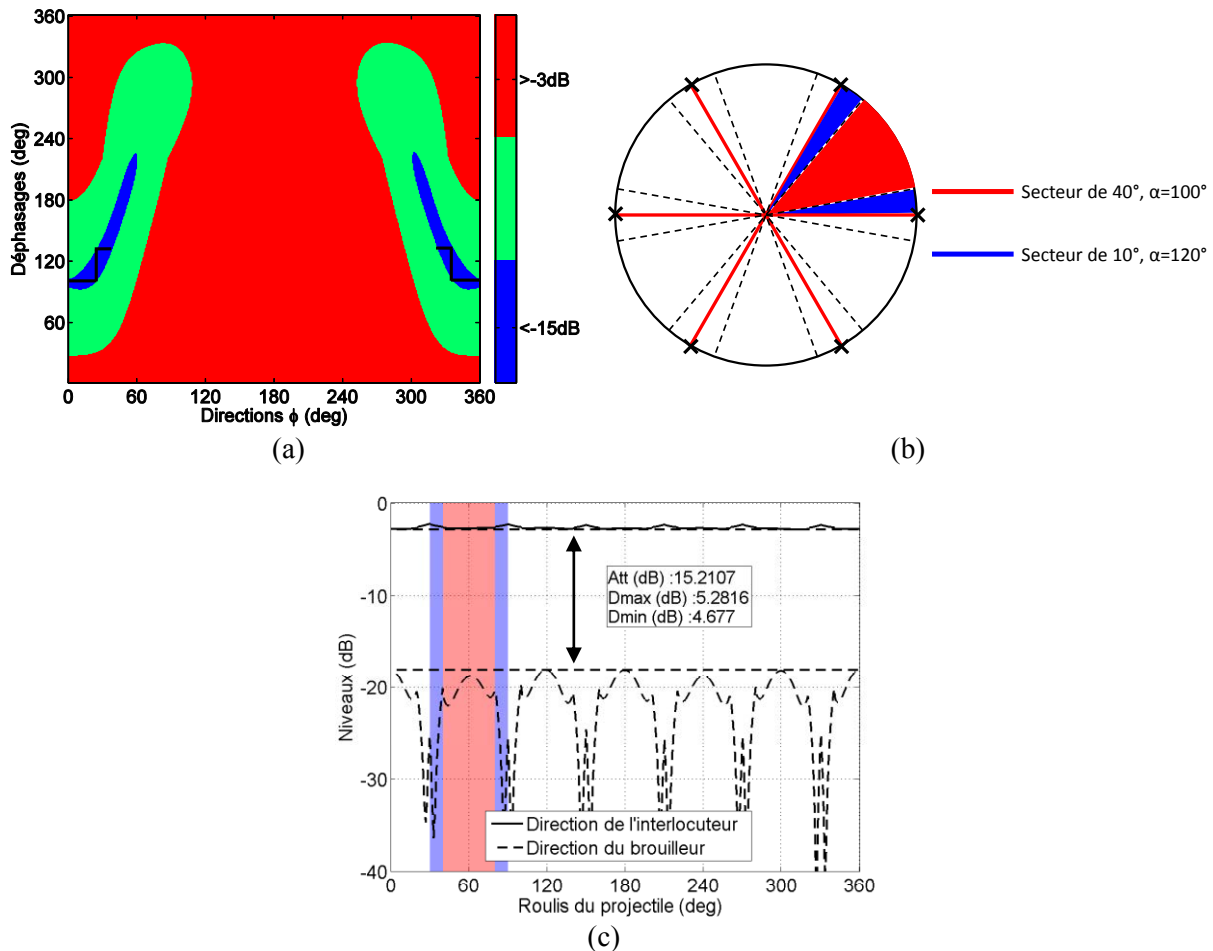 360
300
240
180
120
60
Déphasages (deg)
0
60
120
180
240
300
360
Directions ϕ (deg)
>-3dB
<-15dB
(a)
Secteur de 40°, α=100°
Secteur de 10°, α=120°
(b)
0
-10
-20
-30
-40
Niveaux (dB)
Att (dB) :15.2107
Dmax (dB) :5.2816
Dmin (dB) :4.677
Direction de l'interlocuteur
Direction du brouilleur
0
60
120
180
240
300
360
Roulis du projectile (deg)
(c)